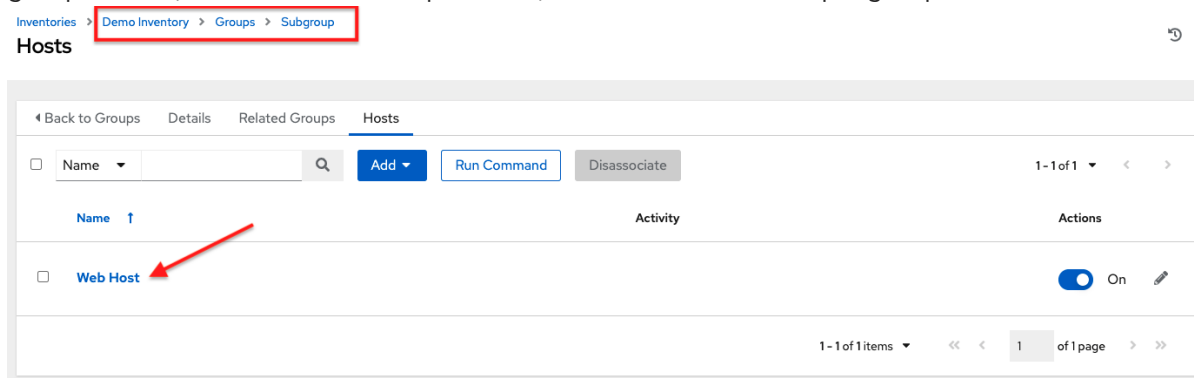 Inventories > Demo Inventory > Groups > Subgroup
Hosts
Back to Groups Details Related Groups Hosts
Name Add Run Command Disassociate 1 - 1 of 1
Name Activity Actions
Web Host On
1 - 1 of 1 items 1 of 1 page